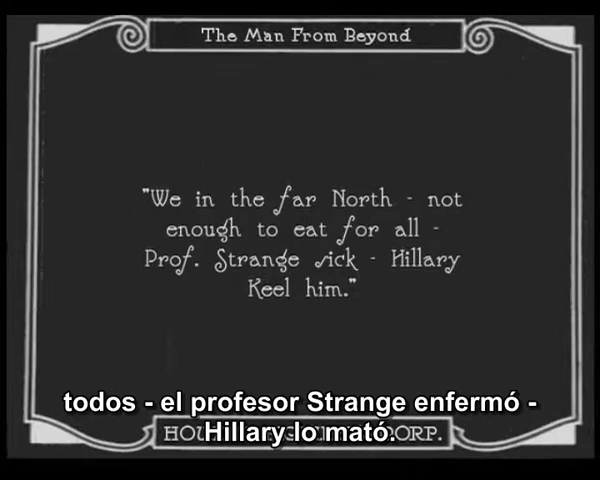 The Man From Beyond
"We in the far North - not
enough to eat for all -
Prof. Strange sick - Hillary
Keel him."
todos - el profesor Strange enfermó -
Hillary lo mató.
HOU
ORP.